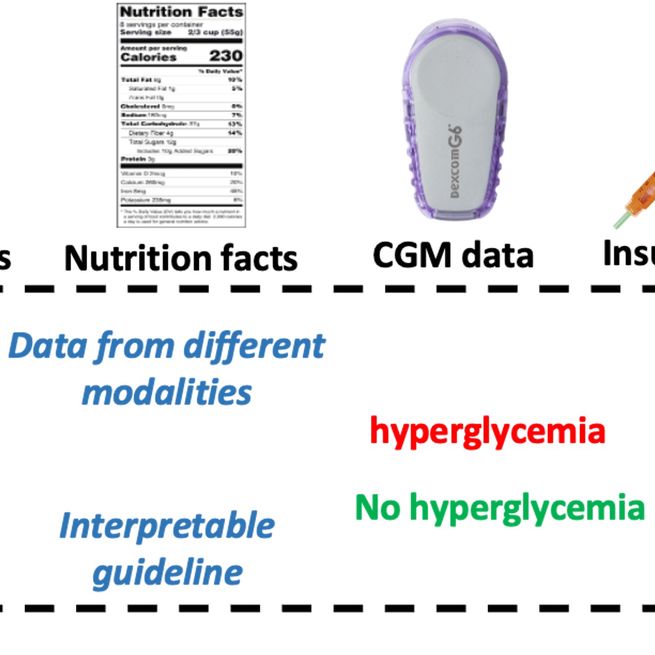 Nutrition Facts
8 servings per container
Serving size 2/3 cup (55g)
Amount per serving
Calories 230
% Daily Value*
Total Fat 8g 10%
Saturated Fat 1g 5%
Trans Fat 0g
Cholesterol 0mg 0%
Sodium 160mg 7%
Total Carbohydrate 37g 13%
Dietary Fiber 4g 14%
Total Sugars 12g
Includes 10g Added Sugars 20%
Protein 3g
Vitamin D 2mcg 10%
Calcium 260mg 20%
Iron 8mg 45%
Potassium 235mg 6%
DexcomG6
s
Nutrition facts
CGM data
Insu
Data from different
modalities
hyperglycemia
No hyperglycemia
Interpretable
guideline